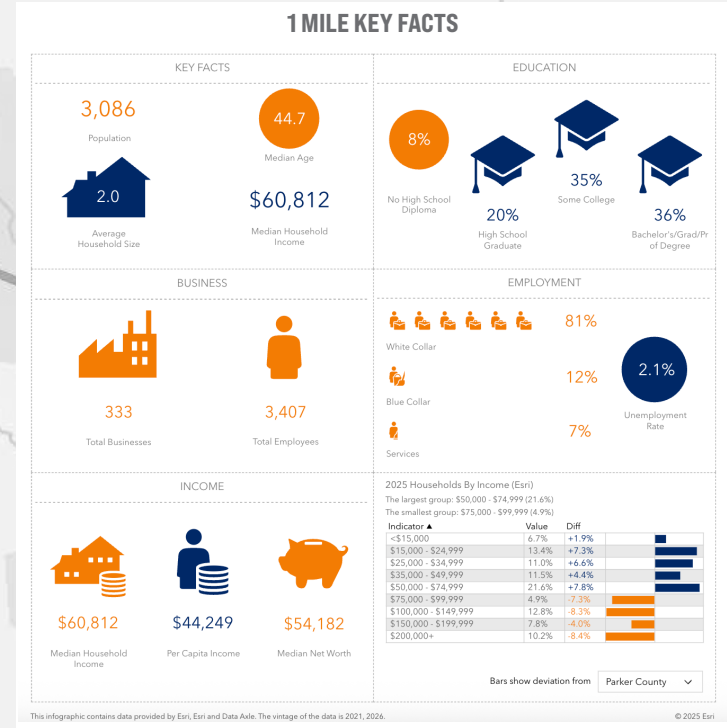 1 MILE KEY FACTS
KEY FACTS
3,086
Population
44.7
Median Age
2.0
Average
Household Size
$60,812
Median Household
Income
EDUCATION
8%
No High School
Diploma
20%
High School
Graduate
35%
Some College
36%
Bachelor's/Grad/Pr
of Degree
BUSINESS
333
Total Businesses
3,407
Total Employees
EMPLOYMENT
81%
White Collar
12%
Blue Collar
7%
Services
2.1%
Unemployment
Rate
INCOME
$60,812
Median Household
Income
$44,249
Per Capita Income
$54,182
Median Net Worth
2025 Households By Income (Esri)
The largest group: $50,000 - $74,999 (21.6%)
The smallest group: $75,000 - $99,999 (4.9%)
Indicator ▲ Value Diff
<$15,000 6.7% +1.9%
$15,000 - $24,999 13.4% +7.3%
$25,000 - $34,999 11.0% +6.6%
$35,000 - $49,999 11.5% +4.4%
$50,000 - $74,999 21.6% +7.8%
$75,000 - $99,999 4.9% -7.3%
$100,000 - $149,999 12.8% -8.3%
$150,000 - $199,999 7.8% -4.0%
$200,000+ 10.2% -8.4%
Bars show deviation from Parker County
This infographic contains data provided by Esri, Esri and Data Axle. The vintage of the data is 2021, 2026.
© 2025 Esri